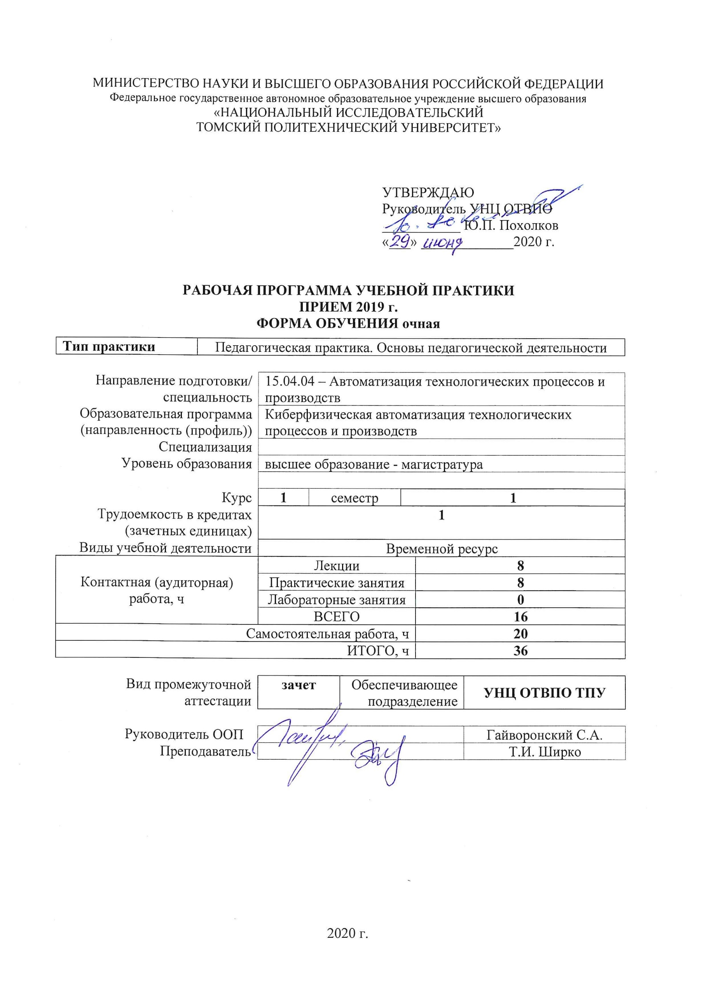 МИНИСТЕРСТВО НАУКИ И ВЫСШЕГО ОБРАЗОВАНИЯ РОССИЙСКОЙ ФЕДЕРАЦИИ
Федеральное государственное автономное образовательное учреждение высшего образования
«НАЦИОНАЛЬНЫЙ ИССЛЕДОВАТЕЛЬСКИЙ
ТОМСКИЙ ПОЛИТЕХНИЧЕСКИЙ УНИВЕРСИТЕТ»
УТВЕРЖДАЮ
Руководитель УНЦ ОТВПО
Ю.П. Похолков
«29» июня 2020 г.
РАБОЧАЯ ПРОГРАММА УЧЕБНОЙ ПРАКТИКИ
ПРИЕМ 2019 г.
ФОРМА ОБУЧЕНИЯ очная
Тип практики Педагогическая практика. Основы педагогической деятельности
Направление подготовки/ 15.04.04 – Автоматизация технологических процессов и
специальность производств
Образовательная программа Киберфизическая автоматизация технологических
(направленность (профиль)) процессов и производств
Специализация
Уровень образования высшее образование - магистратура
Курс 1 семестр 1
Трудоемкость в кредитах 1
(зачетных единицах)
Виды учебной деятельности Временной ресурс
Лекции 8
Контактная (аудиторная) Практические занятия 8
работа, ч Лабораторные занятия 0
ВСЕГО 16
Самостоятельная работа, ч 20
ИТОГО, ч 36
Вид промежуточной зачет Обеспечивающее УНЦ ОТВПО ТПУ
аттестации подразделение
Руководитель ООП Гайворонский С.А.
Преподаватель Т.И. Ширко
2020 г.